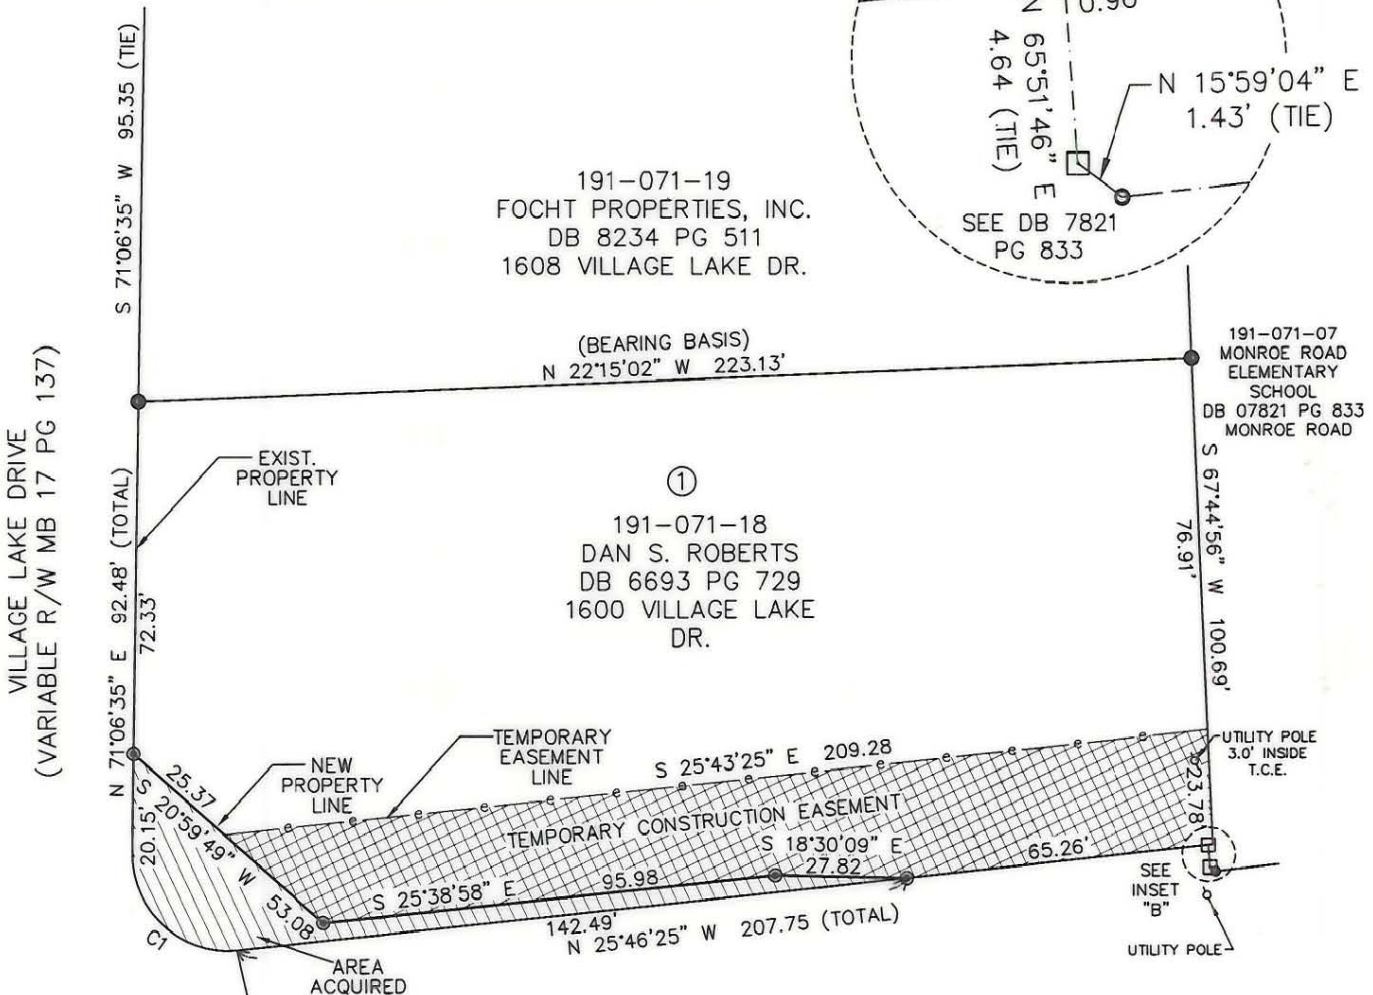 S 71°06'35" W 95.35 (TIE)
0.90
N 65°51'46" E
4.64 (TIE)
N 15°59'04" E
1.43' (TIE)
SEE DB 7821
PG 833
191-071-19
FOCHT PROPERTIES, INC.
DB 8234 PG 511
1608 VILLAGE LAKE DR.
(BEARING BASIS)
N 22°15'02" W 223.13'
191-071-07
MONROE ROAD
ELEMENTARY
SCHOOL
DB 07821 PG 833
MONROE ROAD
VILLAGE LAKE DRIVE
(VARIABLE R/W MB 17 PG 137)
EXIST.
PROPERTY
LINE
N 71°06'35" E 92.48' (TOTAL)
72.33'
1
191-071-18
DAN S. ROBERTS
DB 6693 PG 729
1600 VILLAGE LAKE
DR.
S 67°44'56" W 100.69'
76.91'
NEW
PROPERTY
LINE
TEMPORARY
EASEMENT
LINE
S 25°43'25" E 209.28
UTILITY POLE
3.0' INSIDE
T.C.E.
25.37
S 20°59'49" W
53.08
20.15'
e e e e e e e e e e e e e e
TEMPORARY CONSTRUCTION EASEMENT
23.78
S 18°30'09" E
27.82
65.26'
S 25°38'58" E 95.98
142.49'
N 25°46'25" W 207.75 (TOTAL)
SEE
INSET
"B"
UTILITY POLE
C1
AREA
ACQUIRED